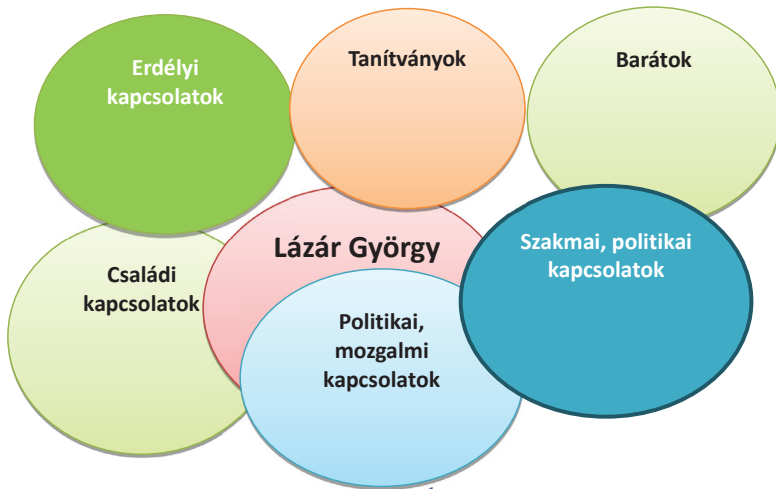 Erdélyi
kapcsolatok
Tanítványok
Barátok
Lázár György
Szakmai, politikai
kapcsolatok
Családi
kapcsolatok
Politikai,
mozgalmi
kapcsolatok